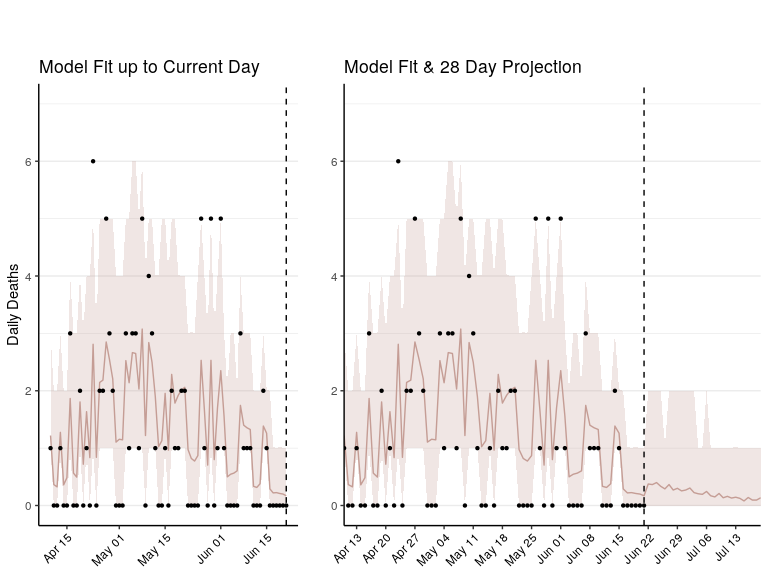 Model Fit up to Current Day
Model Fit & 28 Day Projection
Daily Deaths
6
4
2
0
Apr 15
May 01
May 15
Jun 01
Jun 15
6
4
2
0
Apr 13
Apr 20
Apr 27
May 04
May 11
May 18
May 25
Jun 01
Jun 08
Jun 15
Jun 22
Jun 29
Jul 06
Jul 13